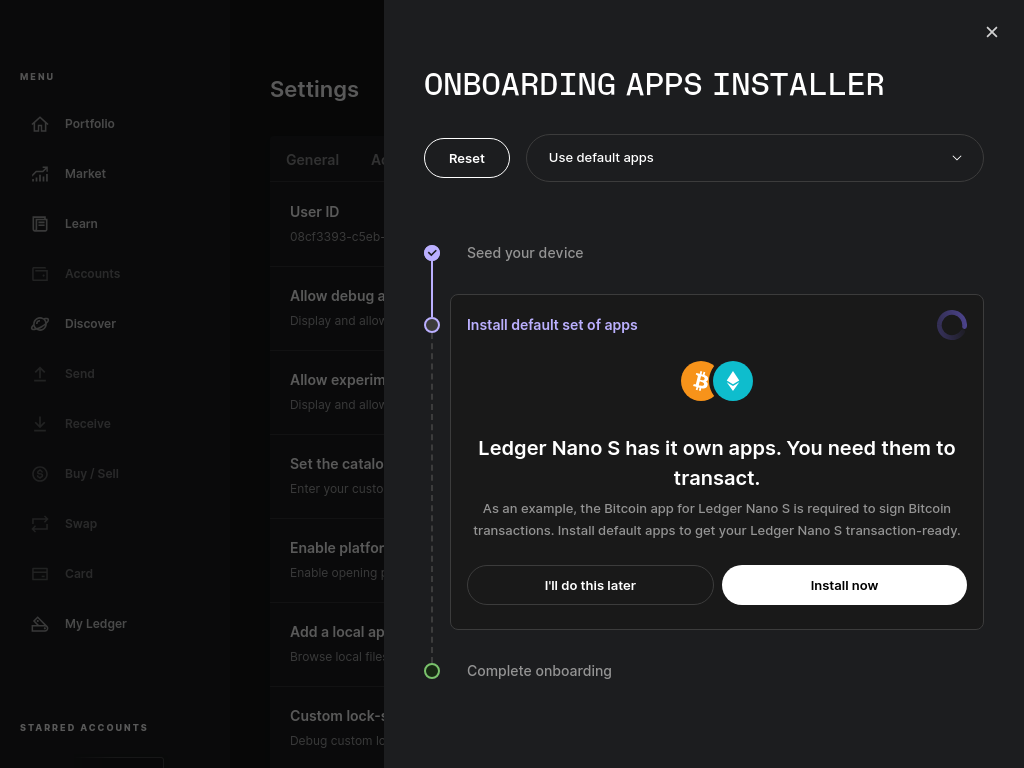 MENU
Portfolio
Market
Learn
Accounts
Discover
Send
Receive
Buy / Sell
Swap
Card
My Ledger
STARRED ACCOUNTS
Settings
General
User ID
08cf3393-c5eb-
Allow debug a
Display and allow
Allow experim
Display and allow
Set the catalo
Enter your custo
Enable platfor
Enable opening p
Add a local ap
Browse local files
Custom lock-s
Debug custom lo
ONBOARDING APPS INSTALLER
Reset
Use default apps
Seed your device
Install default set of apps
Ledger Nano S has it own apps. You need them to
transact.
As an example, the Bitcoin app for Ledger Nano S is required to sign Bitcoin
transactions. Install default apps to get your Ledger Nano S transaction-ready.
I'll do this later
Install now
Complete onboarding